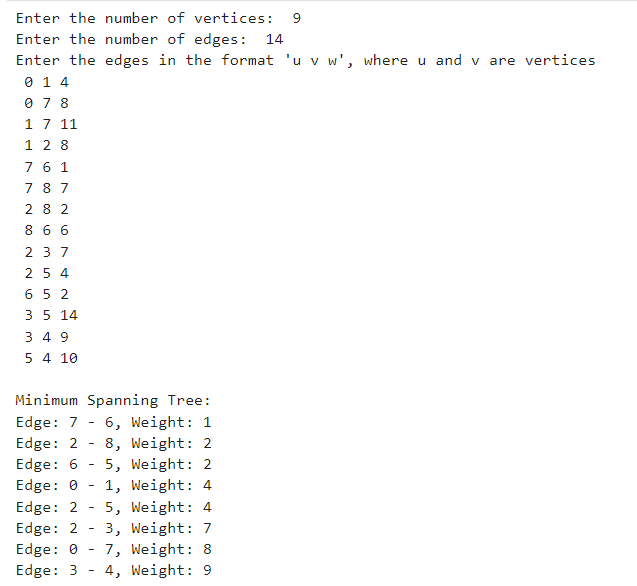 Enter the number of vertices:  9
Enter the number of edges:  14
Enter the edges in the format 'u v w', where u and v are vertices
0 1 4
0 7 8
1 7 11
1 2 8
7 6 1
7 8 7
2 8 2
8 6 6
2 3 7
2 5 4
6 5 2
3 5 14
3 4 9
5 4 10
Minimum Spanning Tree:
Edge: 7 - 6, Weight: 1
Edge: 2 - 8, Weight: 2
Edge: 6 - 5, Weight: 2
Edge: 0 - 1, Weight: 4
Edge: 2 - 5, Weight: 4
Edge: 2 - 3, Weight: 7
Edge: 0 - 7, Weight: 8
Edge: 3 - 4, Weight: 9